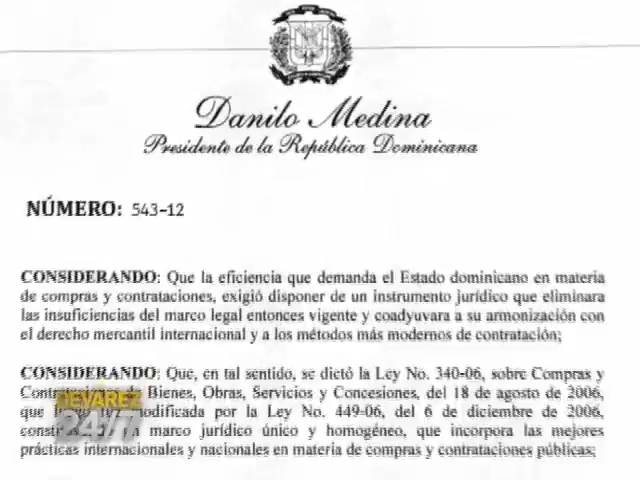 Danilo Medina
Presidente de la República Dominicana
NÚMERO: 543-12
CONSIDERANDO: Que la eficiencia que demanda el Estado dominicano en materia
de compras y contrataciones, exigió disponer de un instrumento jurídico que eliminara
las insuficiencias del marco legal entonces vigente y coadyuvara a su armonización con
el derecho mercantil internacional y a los métodos más modernos de contratación;
CONSIDERANDO: Que, en tal sentido, se dictó la Ley No. 340-06, sobre Compras y
de Bienes, Obras, Servicios y Concesiones, del 18 de agosto de 2006,
que modificada por la Ley No. 449-06, del 6 de diciembre de 2006,
marco jurídico único y homogéneo, que incorpora las mejores
prácticas internacionales y nacionales en materia de compras y contrataciones públicas;
NEVAREZ
24/7